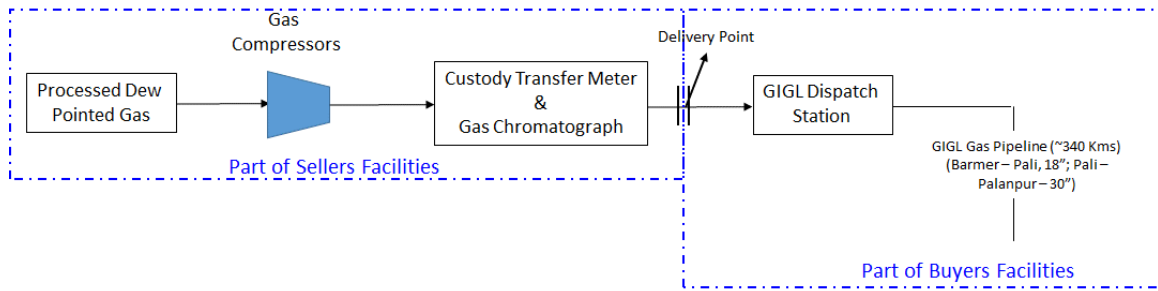 Gas
Compressors
Delivery Point
Processed Dew
Pointed Gas
Custody Transfer Meter
&
Gas Chromatograph
GIGL Dispatch
Station
GIGL Gas Pipeline (~340 Kms)
(Barmer – Pali, 18”; Pali –
Palanpur – 30”)
Part of Sellers Facilities
Part of Buyers Facilities